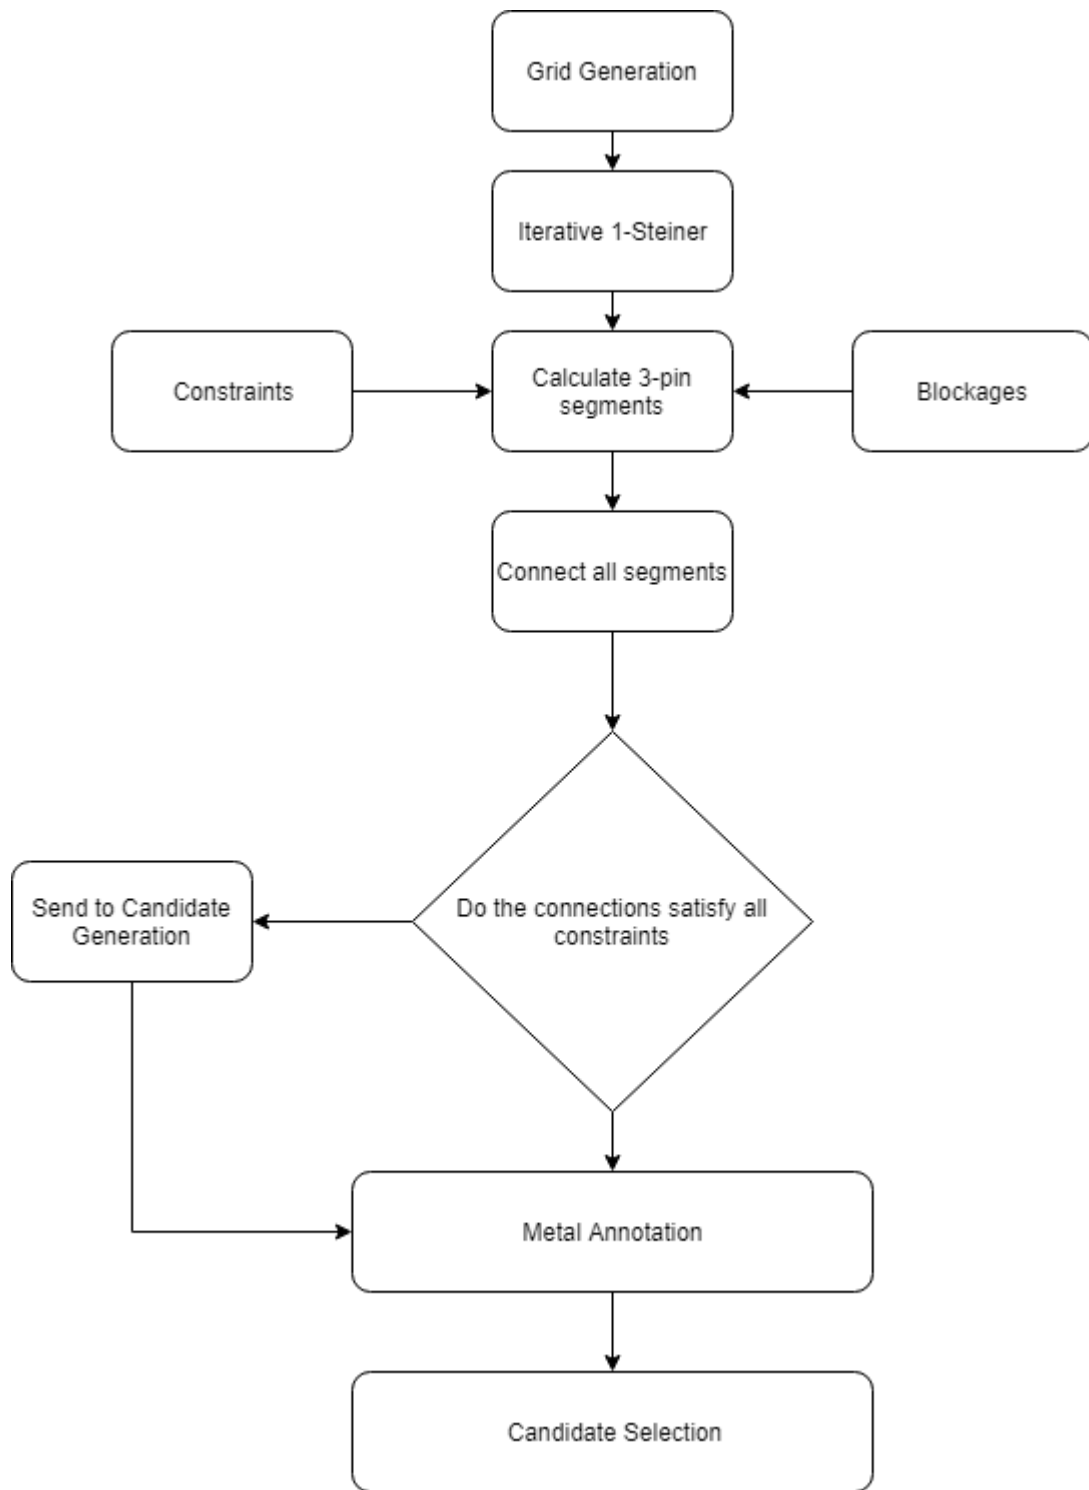 Grid Generation
Iterative 1-Steiner
Constraints
Calculate 3-pin
segments
Blockages
Connect all segments
Do the connections satisfy all
constraints
Send to Candidate
Generation
Metal Annotation
Candidate Selection